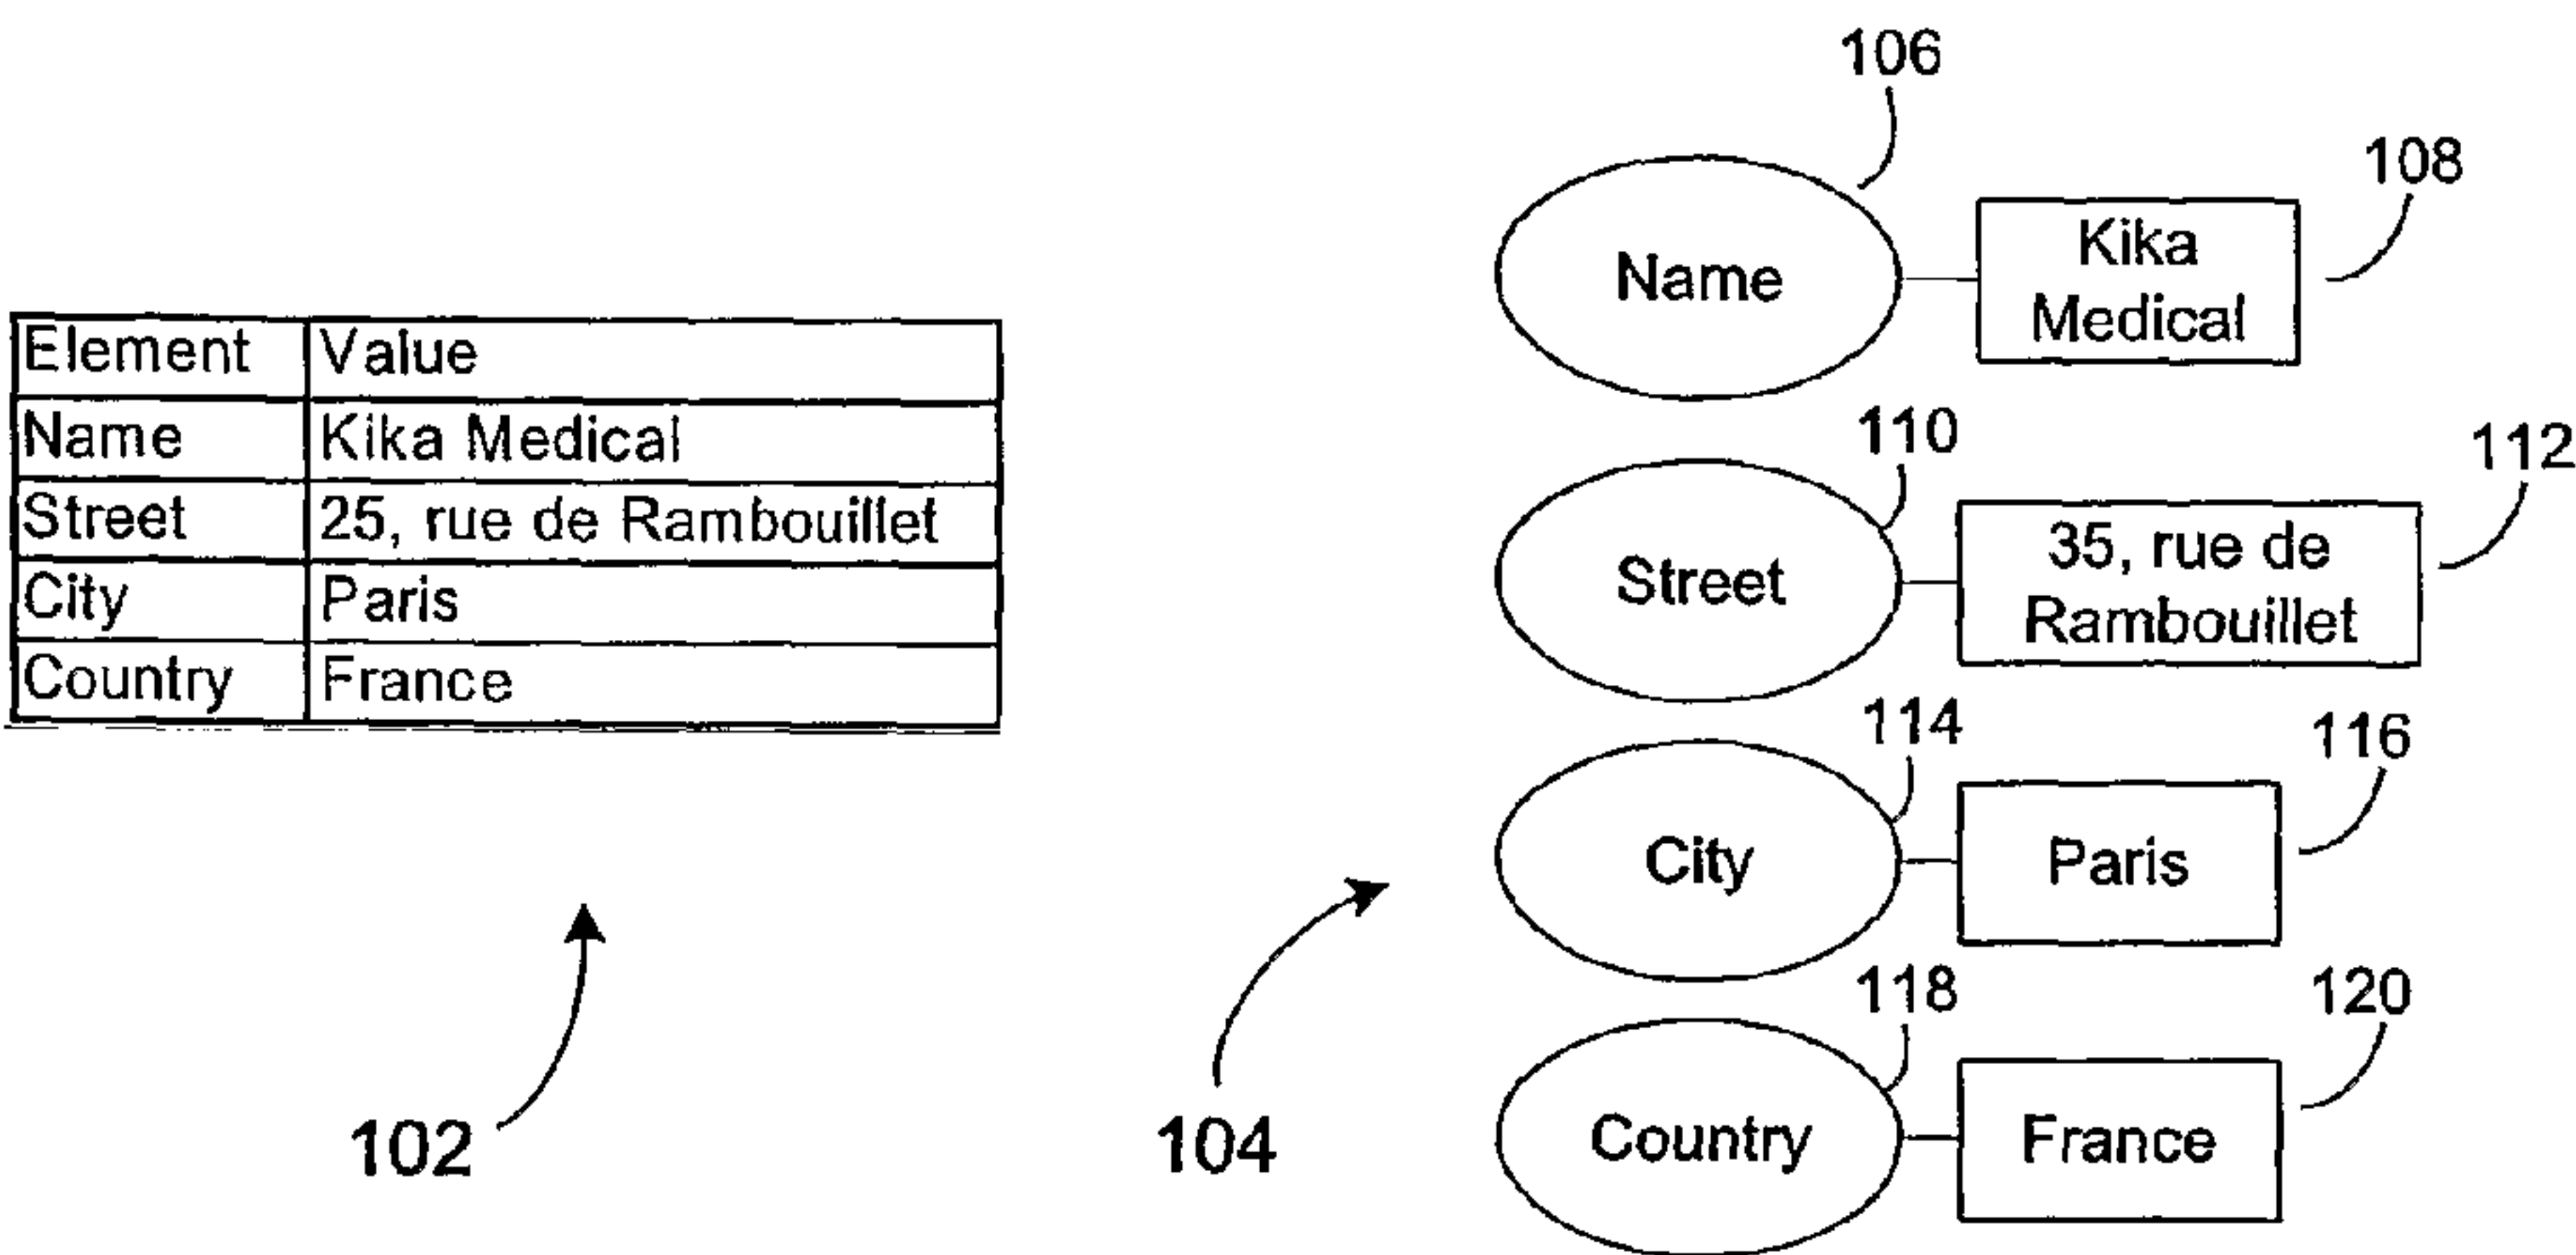 Element Value
Name Kika Medical
Street 25, rue de Rambouillet
City Paris
Country France
102
104
106
Name
108
Kika
Medical
110
Street
112
35, rue de
Rambouillet
114
City
116
Paris
118
Country
120
France